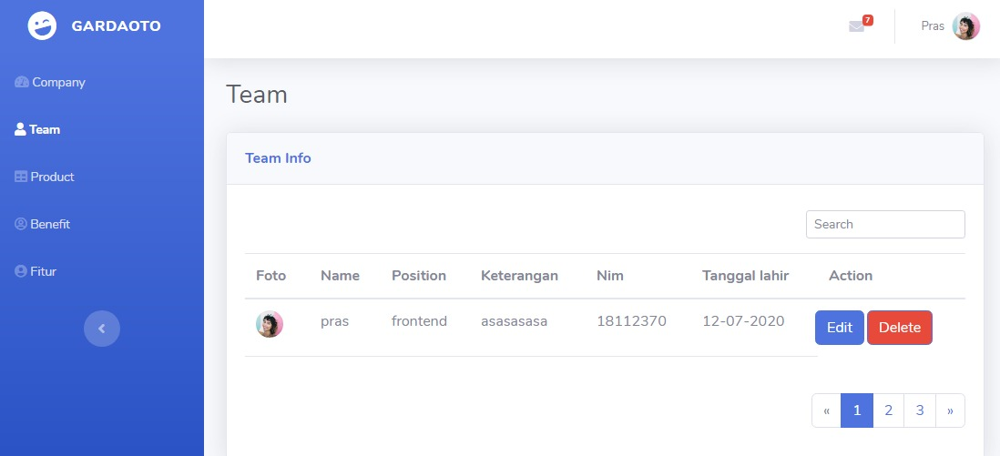 GARDAOTO
7
Pras
Company
Team
Product
Benefit
Fitur
Team
Team Info
Search
Foto Name Position Keterangan Nim Tanggal lahir Action
pras frontend asasasasa 18112370 12-07-2020 Edit Delete
« 1 2 3 »